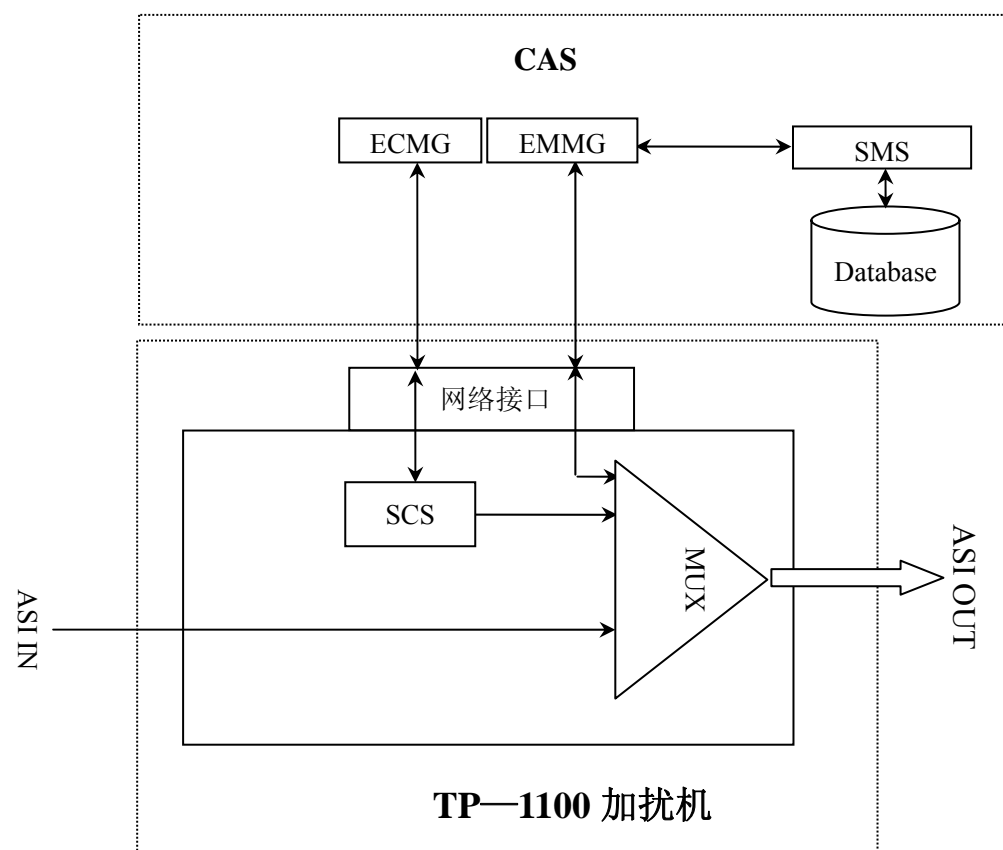 CAS
ECMG
EMMG
SMS
Database
网络接口
SCS
MUX
ASI IN
ASI OUT
TP—1100 加扰机